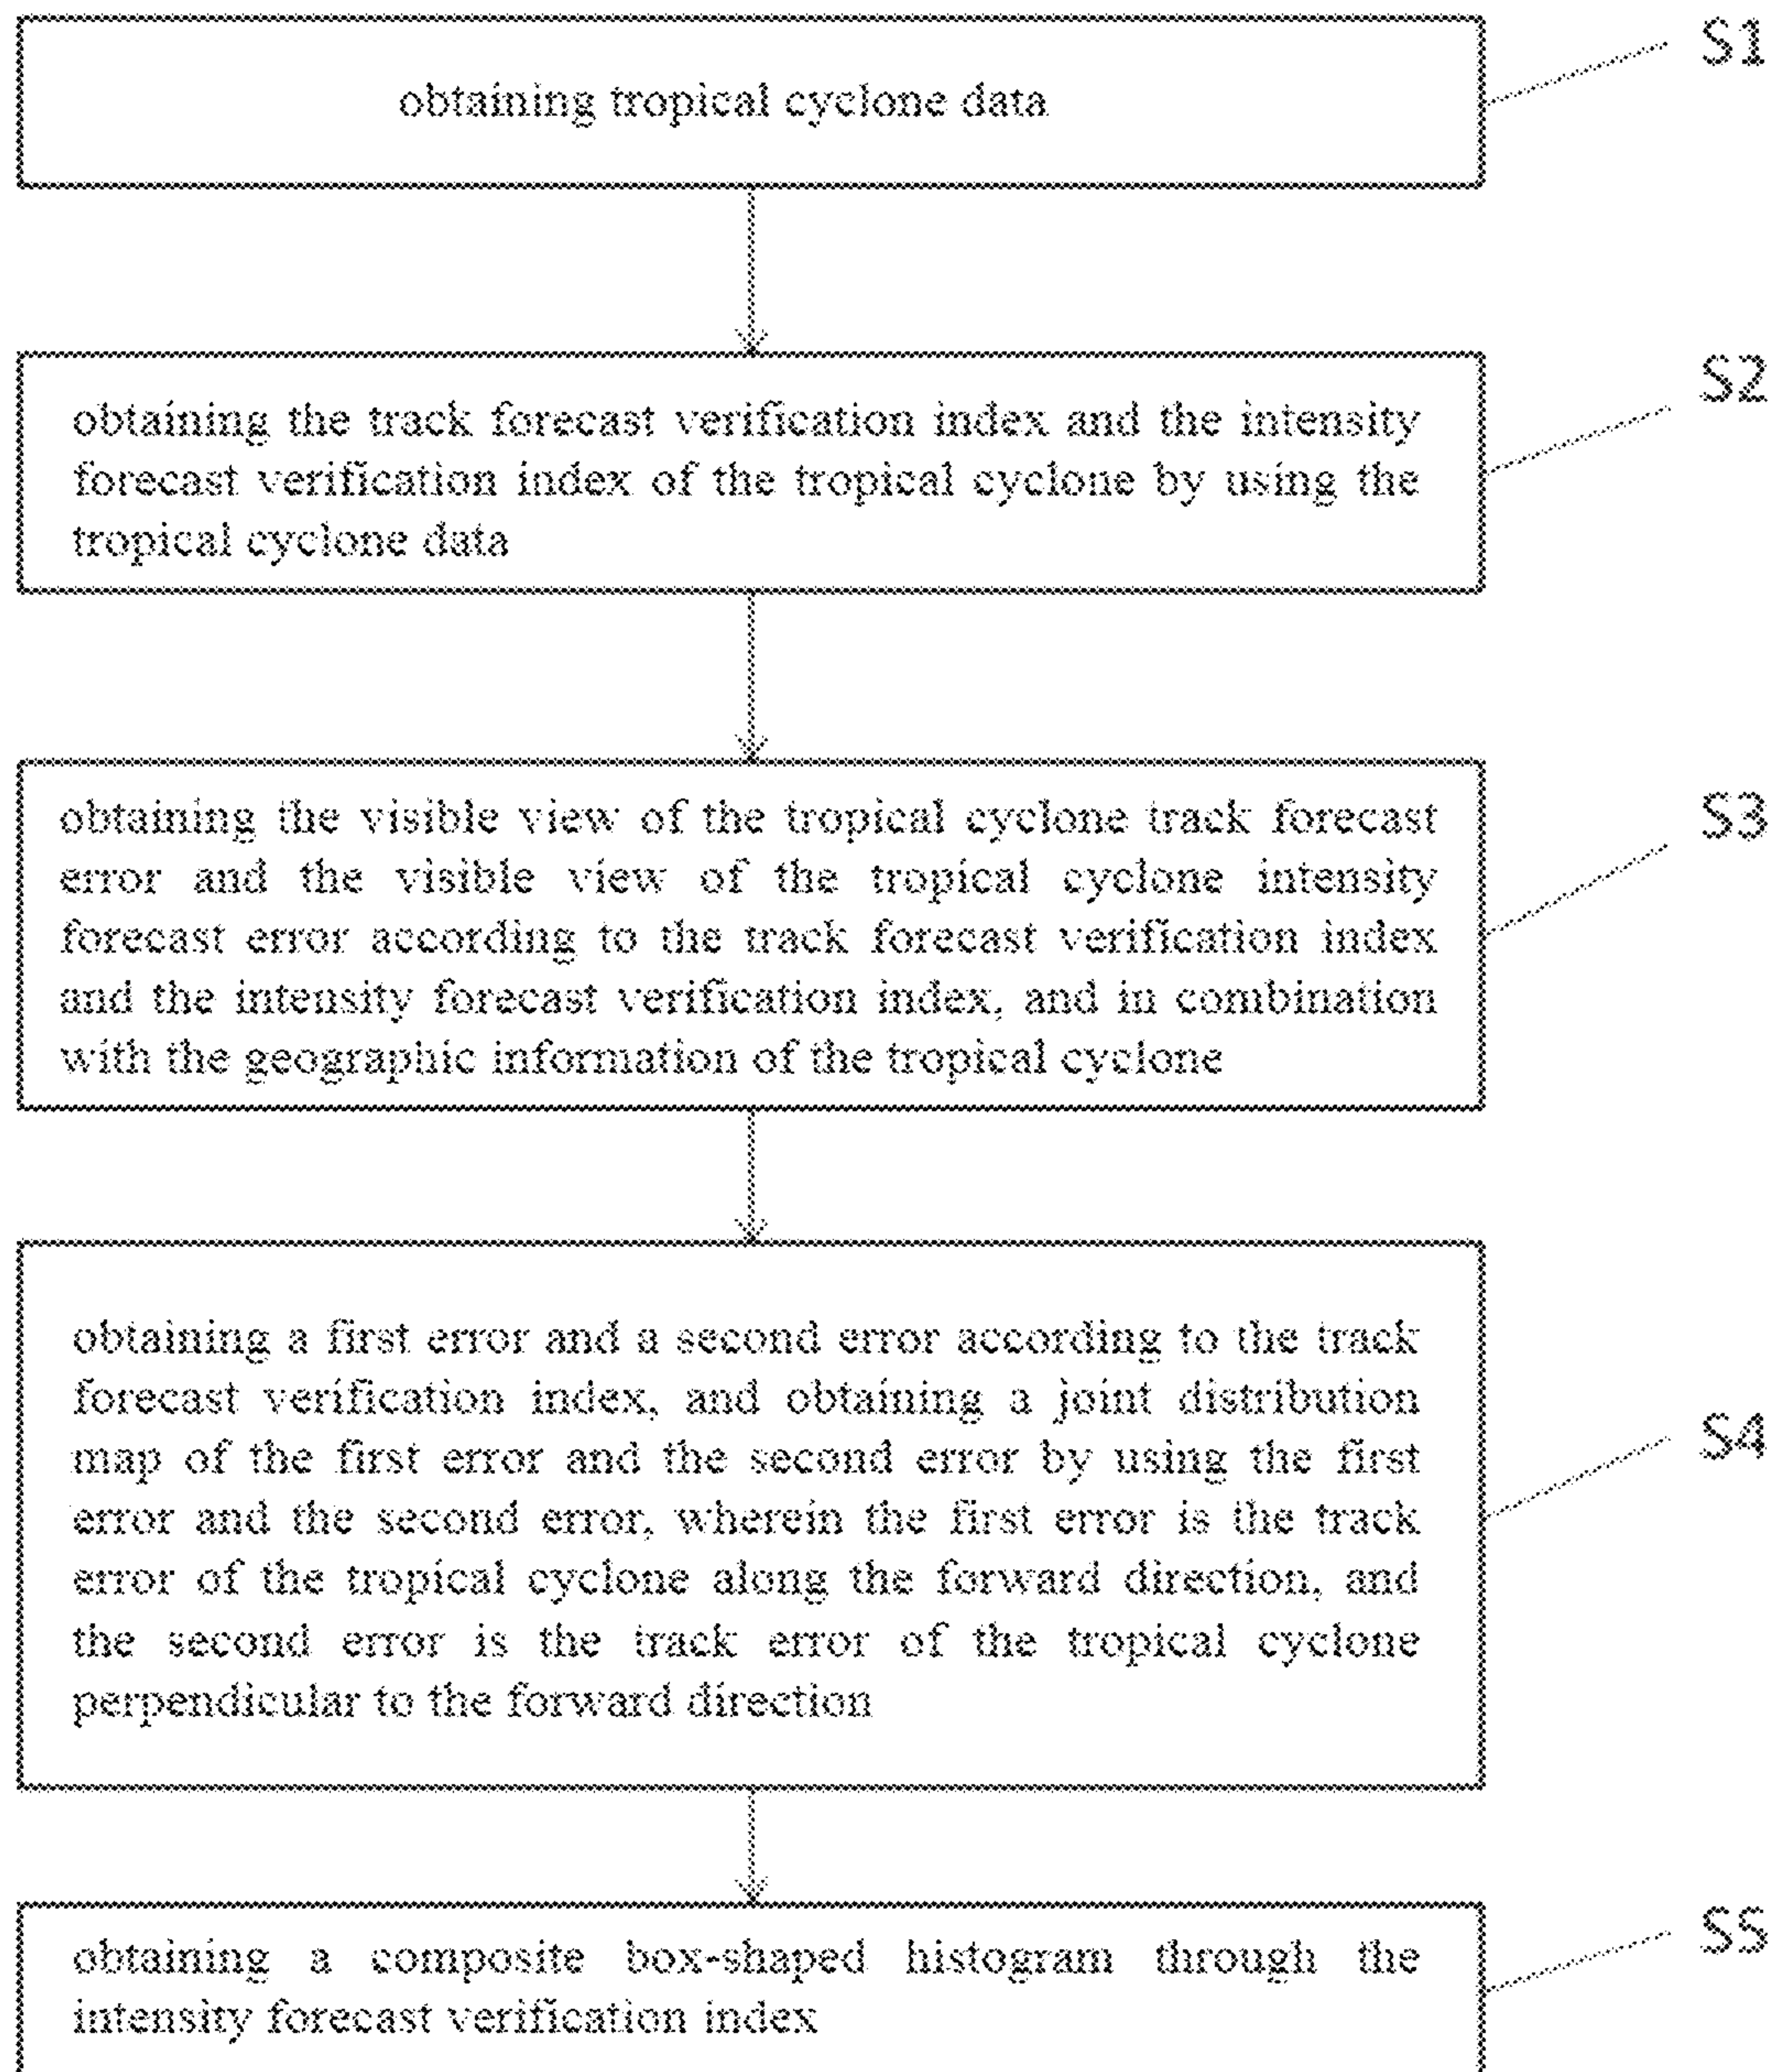 S1
obtaining tropical cyclone data
S2
obtaining the track forecast verification index and the intensity
forecast verification index of the tropical cyclone by using the
tropical cyclone data
S3
obtaining the visible view of the tropical cyclone track forecast
error and the visible view of the tropical cyclone intensity
forecast error according to the track forecast verification index
and the intensity forecast verification index, and in combination
with the geographic information of the tropical cyclone
S4
obtaining a first error and a second error according to the track
forecast verification index, and obtaining a joint distribution
map of the first error and the second error by using the first
error and the second error, wherein the first error is the track
error of the tropical cyclone along the forward direction, and
the second error is the track error of the tropical cyclone
perpendicular to the forward direction
S5
obtaining a composite box-shaped histogram through the
intensity forecast verification index